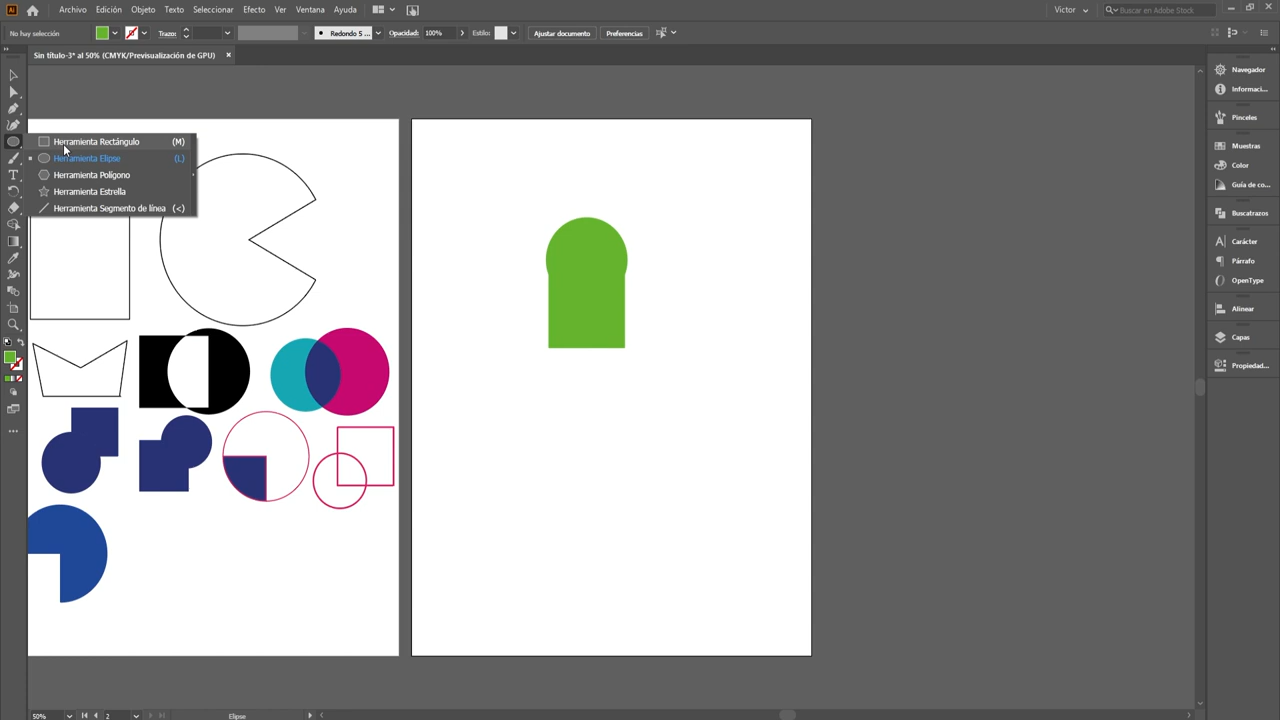 Ai
Archivo Edición Objeto Texto Seleccionar Efecto Ver Ventana Ayuda
Victor
Buscar en Adobe Stock
No hay selección
Trazo:
Redondo 5 ...
Opacidad: 100%
Estilo:
Ajustar documento
Preferencias
Sin título-3* al 50% (CMYK/Previsualización de GPU) ×
Herramienta Rectángulo (M)
Herramienta Elipse (L)
Herramienta Polígono
Herramienta Estrella
Herramienta Segmento de línea (<)
T
Navegador
Informaci...
Pinceles
Muestras
Color
Guía de co...
Buscatrazos
Carácter
Párrafo
OpenType
Alinear
Capas
Propiedad...
50%
2
Elipse